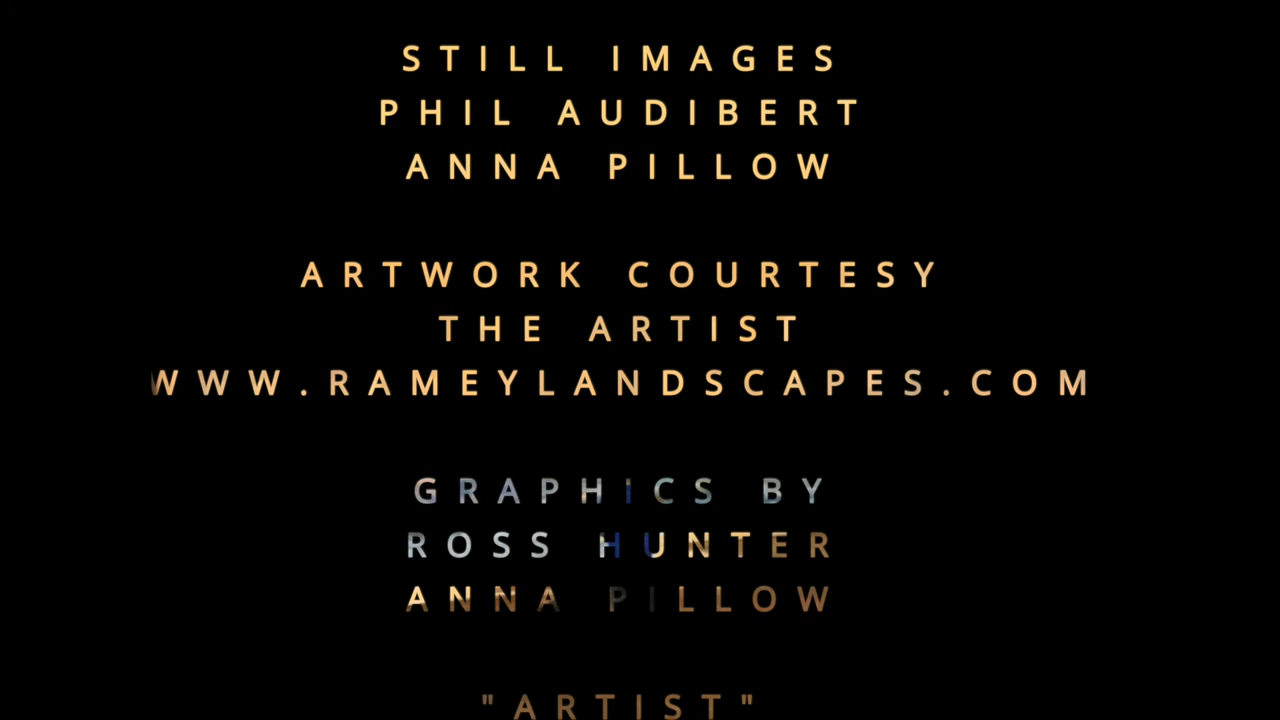 STILL IMAGES
PHIL AUDIBERT
ANNA PILLOW
ARTWORK COURTESY
THE ARTIST
WWW.RAMEYLANDSCAPES.COM
GRAPHICS BY
ROSS HUNTER
ANNA PILLOW
"ARTIST"